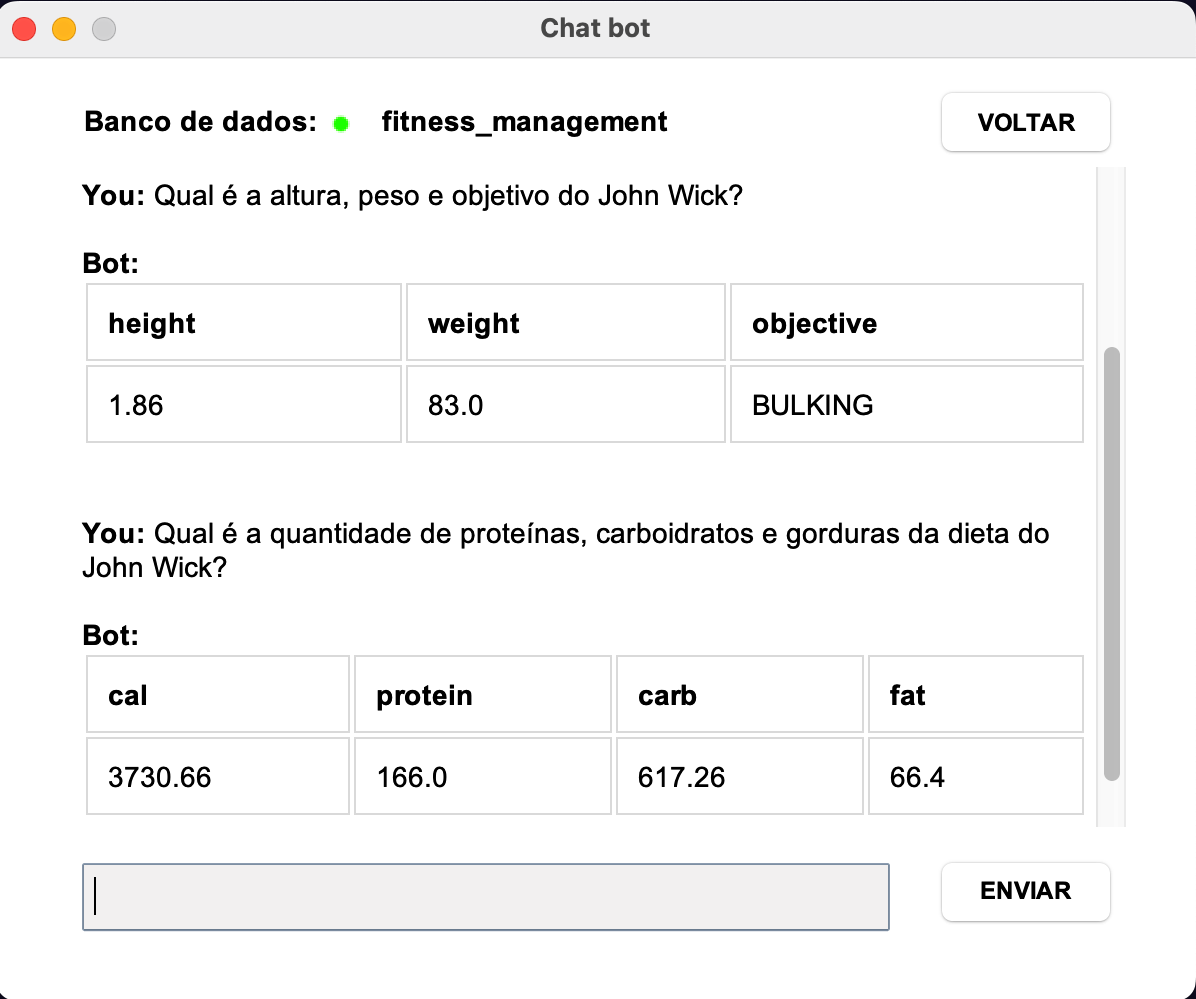 Chat bot
Banco de dados: fitness_management VOLTAR
You: Qual é a altura, peso e objetivo do John Wick?
Bot:
height weight objective
1.86 83.0 BULKING
You: Qual é a quantidade de proteínas, carboidratos e gorduras da dieta do
John Wick?
Bot:
cal protein carb fat
3730.66 166.0 617.26 66.4
ENVIAR